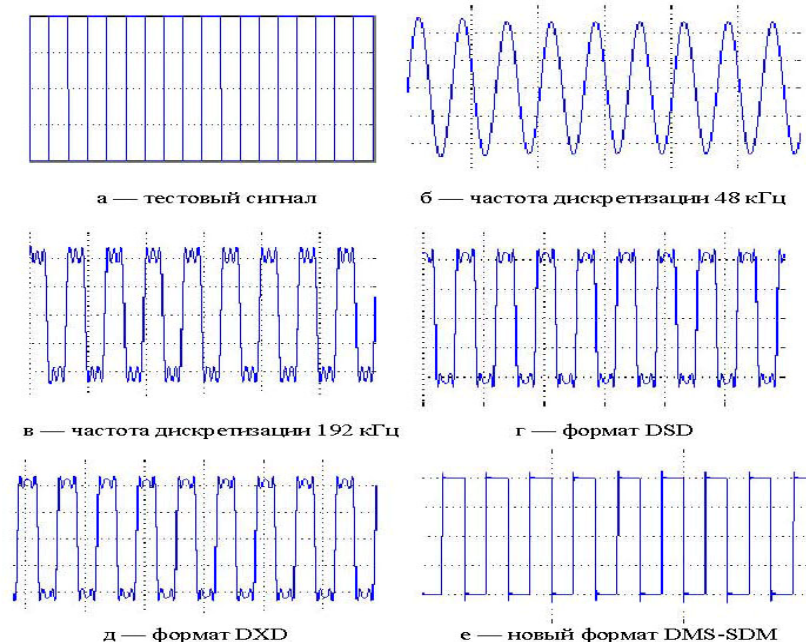 а — тестовый сигнал
б — частота дискретизации 48 кГц
в — частота дискретизации 192 кГц
г — формат DSD
д — формат DXD
е — новый формат DMS-SDM